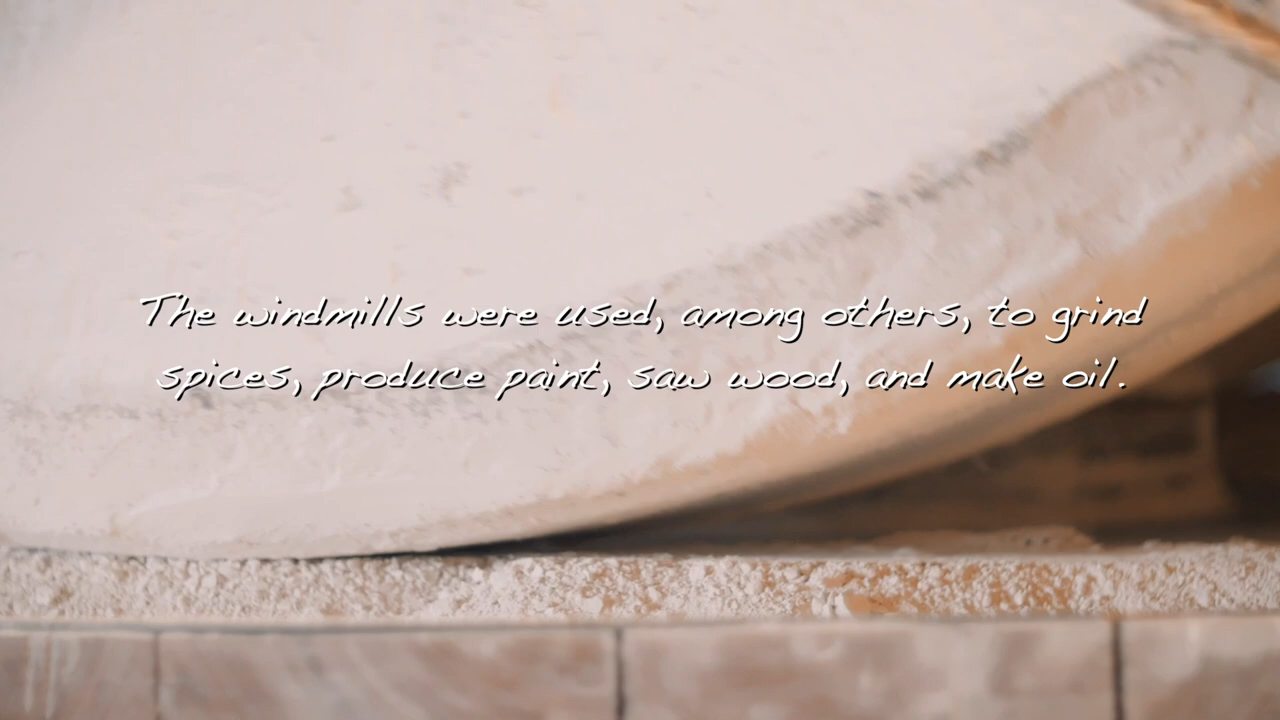 The windmills were used, among others, to grind
spices, produce paint, saw wood, and make oil.